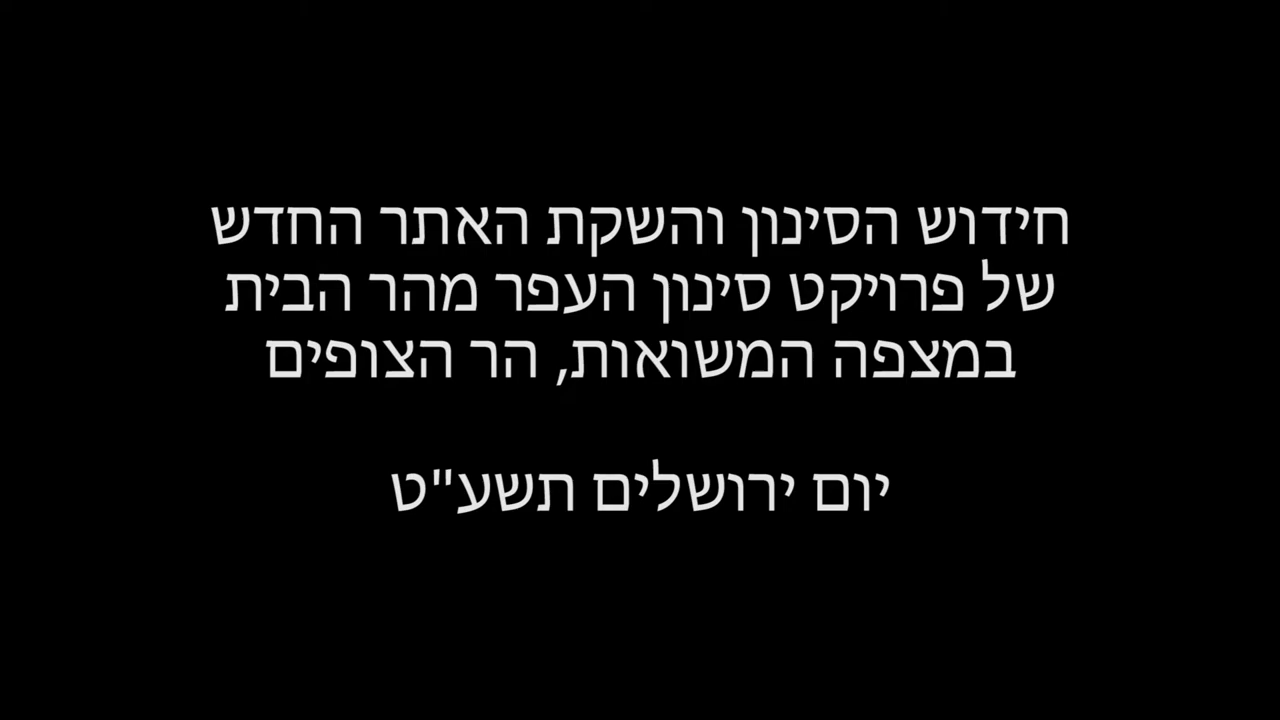 חידוש הסינון והשקת האתר החדש
של פרויקט סינון העפר מהר הבית
במצפה המשואות, הר הצופים
יום ירושלים תשע"ט